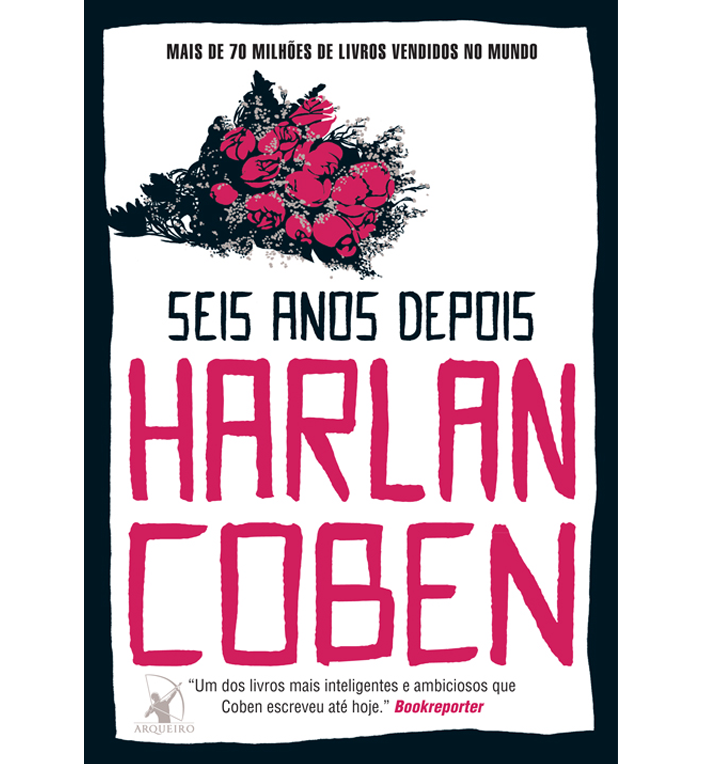 MAIS DE 70 MILHÕES DE LIVROS VENDIDOS NO MUNDO
SEIS ANOS DEPOIS
HARLAN
COBEN
“Um dos livros mais inteligentes e ambiciosos que
Coben escreveu até hoje.” Bookreporter
ARQUEIRO